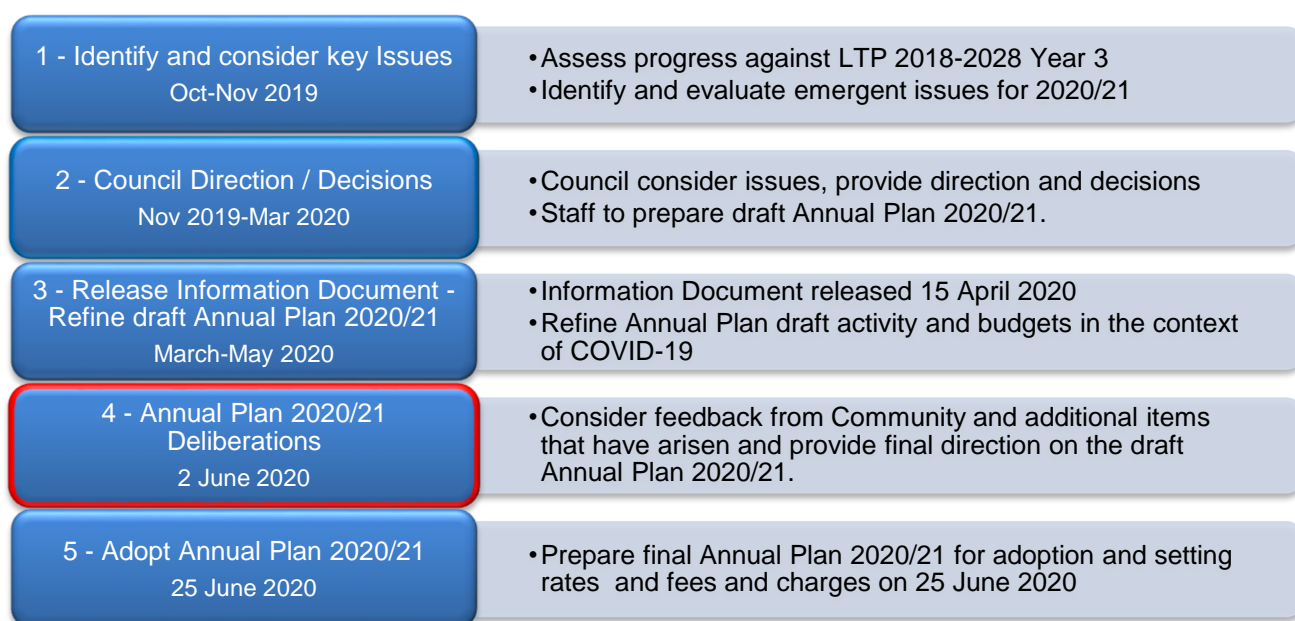 1 - Identify and consider key Issues
Oct-Nov 2019
•Assess progress against LTP 2018-2028 Year 3
•Identify and evaluate emergent issues for 2020/21
2 - Council Direction / Decisions
Nov 2019-Mar 2020
•Council consider issues, provide direction and decisions
•Staff to prepare draft Annual Plan 2020/21.
3 - Release Information Document -
Refine draft Annual Plan 2020/21
March-May 2020
•Information Document released 15 April 2020
•Refine Annual Plan draft activity and budgets in the context
of COVID-19
4 - Annual Plan 2020/21
Deliberations
2 June 2020
•Consider feedback from Community and additional items
that have arisen and provide final direction on the draft
Annual Plan 2020/21.
5 - Adopt Annual Plan 2020/21
25 June 2020
•Prepare final Annual Plan 2020/21 for adoption and setting
rates  and fees and charges on 25 June 2020